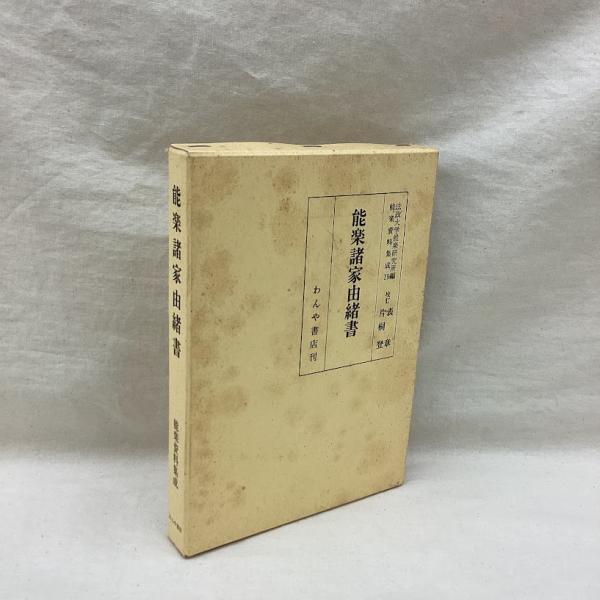 法政大学能楽研究所編
能楽資料集成
校訂 表 章
片桐 登
能楽諸家由緒書
わんや書店刊
能楽諸家由緒書
能楽資料集成